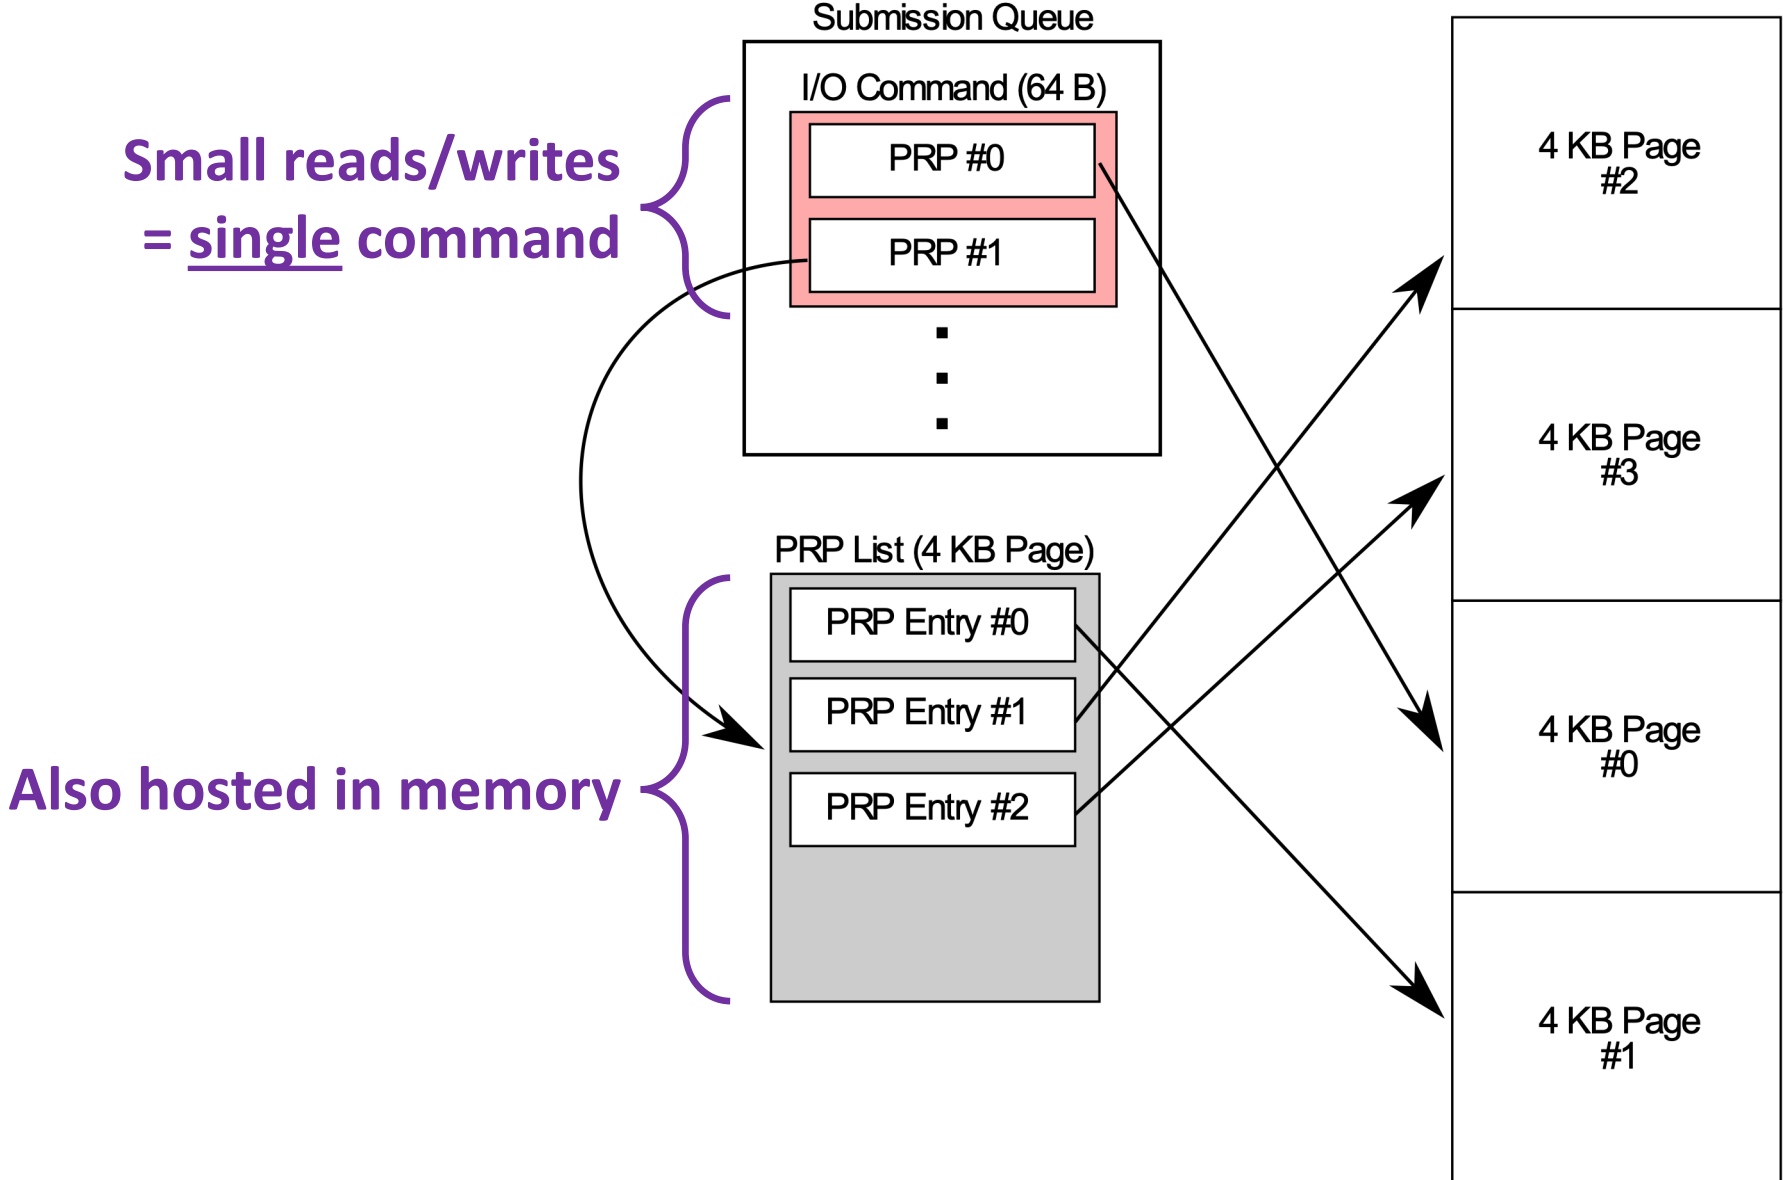 Submission Queue
I/O Command (64 B)
PRP #0
PRP #1
Small reads/writes
= single command
PRP List (4 KB Page)
PRP Entry #0
PRP Entry #1
PRP Entry #2
Also hosted in memory
4 KB Page
#2
4 KB Page
#3
4 KB Page
#0
4 KB Page
#1